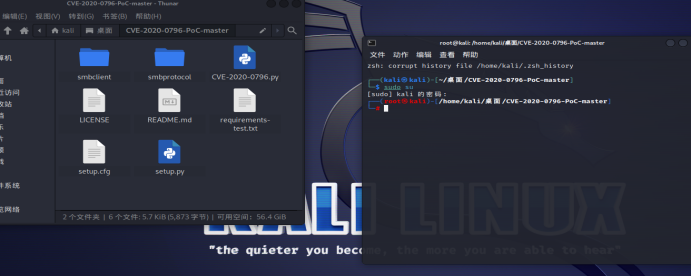 CVE-2020-0796-PoC-master - Thunar
编辑(E) 视图(V) 转到(G) 书签(B) 帮助(H)
kali 桌面 CVE-2020-0796-PoC-master
smbclient smbprotocol CVE-2020-0796.py
LICENSE README.md requirements-test.txt
setup.cfg setup.py
2 个文件夹 | 6 个文件: 5.7 KiB (5,873 字节) | 可用空间: 56.4 GiB
root@kali: /home/kali/桌面/CVE-2020-0796-PoC-master
文件 动作 编辑 查看 帮助
zsh: corrupt history file /home/kali/.zsh_history
┌──(kali㉿kali)-[~/桌面/CVE-2020-0796-PoC-master]
└─$ sudo su
[sudo] kali 的密码:
┌──(root㉿kali)-[/home/kali/桌面/CVE-2020-0796-PoC-master]
KALI LINUX
"the quieter you become, the more you are able to hear"